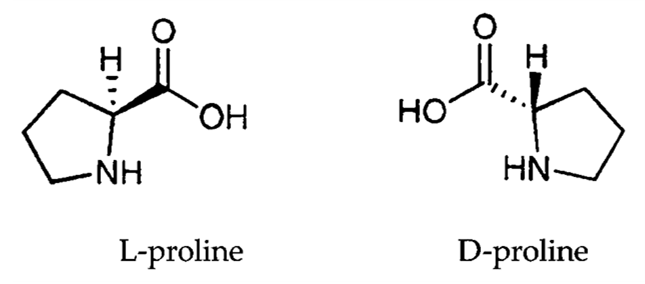 O O
H H
OH HO
NH HN
L-proline D-proline